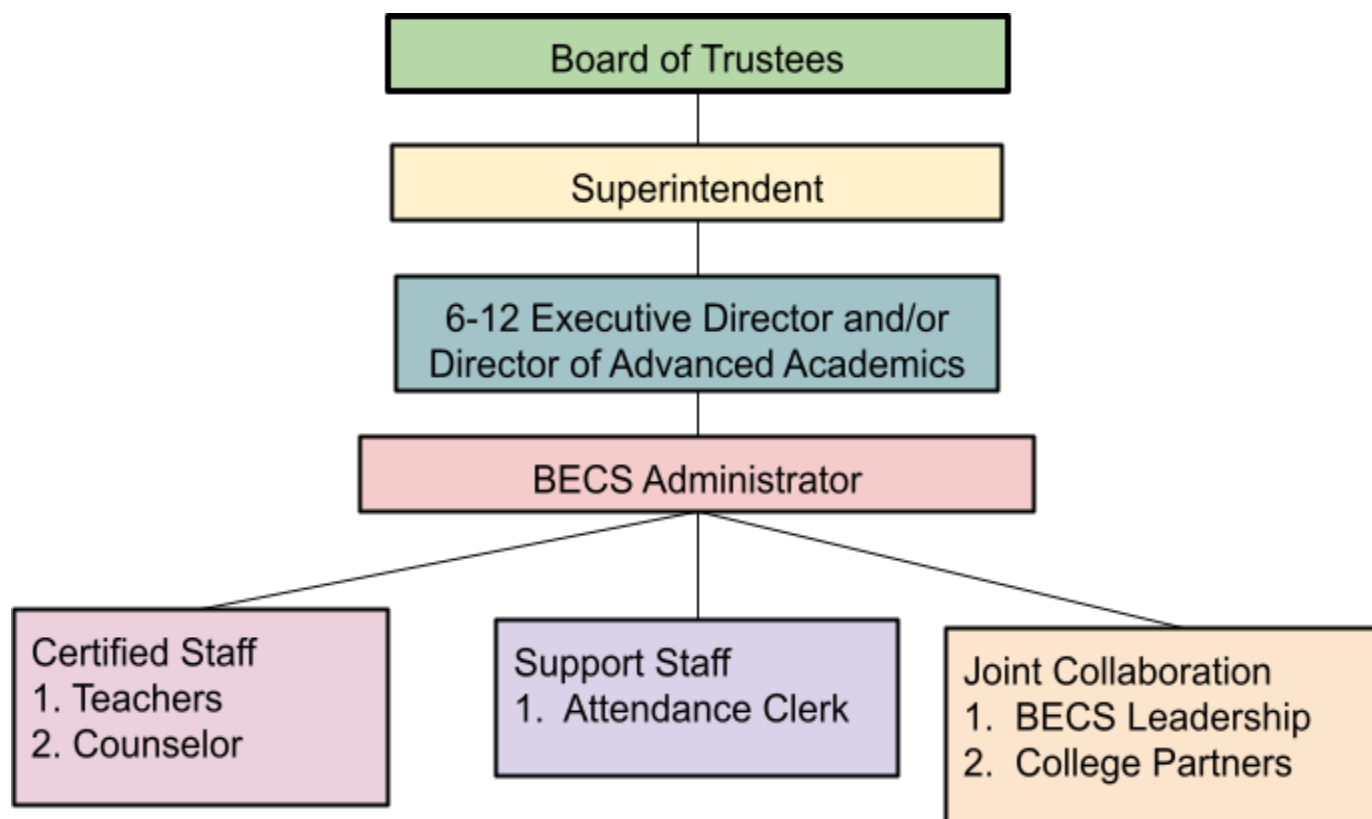 Board of Trustees
Superintendent
6-12 Executive Director and/or
Director of Advanced Academics
BECS Administrator
Certified Staff
1. Teachers
2. Counselor
Support Staff
1. Attendance Clerk
Joint Collaboration
1. BECS Leadership
2. College Partners